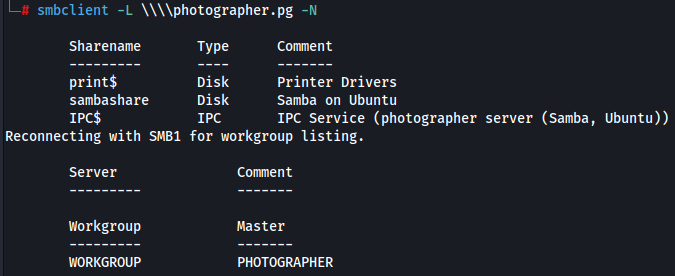 └─# smbclient -L \\\\photographer.pg -N
Sharename Type Comment
--------- ---- -------
print$ Disk Printer Drivers
sambashare Disk Samba on Ubuntu
IPC$ IPC IPC Service (photographer server (Samba, Ubuntu))
Reconnecting with SMB1 for workgroup listing.
Server Comment
--------- -------
Workgroup Master
--------- -------
WORKGROUP PHOTOGRAPHER